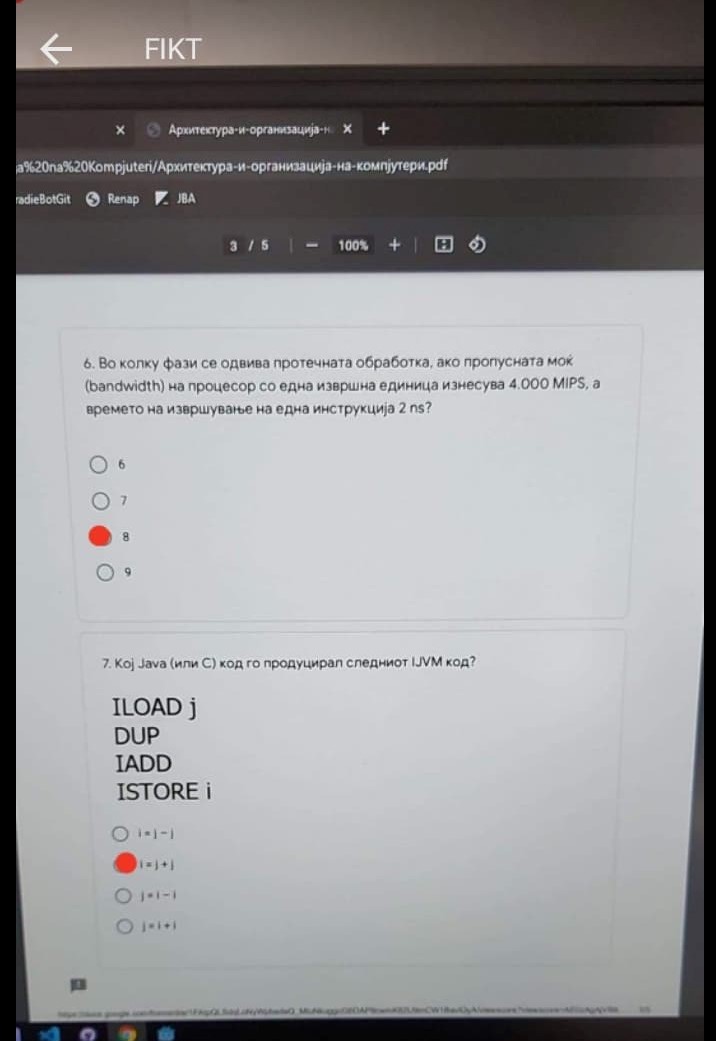 FIKT
Архитектура-и-организација-н
a%20na%20Kompjuteri/Архитектура-и-организација-на-компјутери.pdf
radieBotGit Renap JBA
3 / 5 100%
6. Во колку фази се одвива проточната обработка, ако пропусната моќ
(bandwidth) на процесор со една извршна единица изнесува 4.000 MIPS, а
времето на извршување на една инструкција 2 ns?
6
7
8
9
7. Кој Java (или C) код го продуцирал следниот IJVM код?
ILOAD j
DUP
IADD
ISTORE i
i = j - j
i = j + j
j = i - i
j = i + i